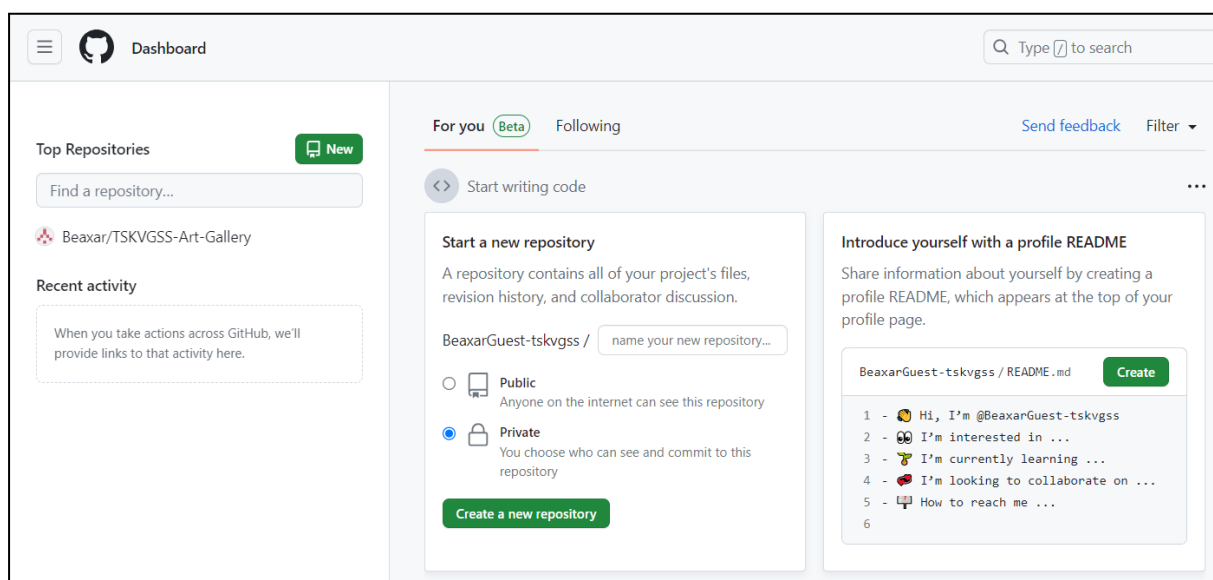 Dashboard
Type / to search
Top Repositories
New
Find a repository...
Beaxar/TSKVGSS-Art-Gallery
Recent activity
When you take actions across GitHub, we'll
provide links to that activity here.
For you Beta Following
Send feedback Filter
Start writing code
Start a new repository
A repository contains all of your project's files,
revision history, and collaborator discussion.
BeaxarGuest-tskvgss / name your new repository...
Public
Anyone on the internet can see this repository
Private
You choose who can see and commit to this
repository
Create a new repository
Introduce yourself with a profile README
Share information about yourself by creating a
profile README, which appears at the top of your
profile page.
BeaxarGuest-tskvgss / README.md Create
1 - 👋 Hi, I’m @BeaxarGuest-tskvgss
2 - 👀 I’m interested in ...
3 - 🌱 I’m currently learning ...
4 - 💞️ I’m looking to collaborate on ...
5 - 📫 How to reach me ...
6